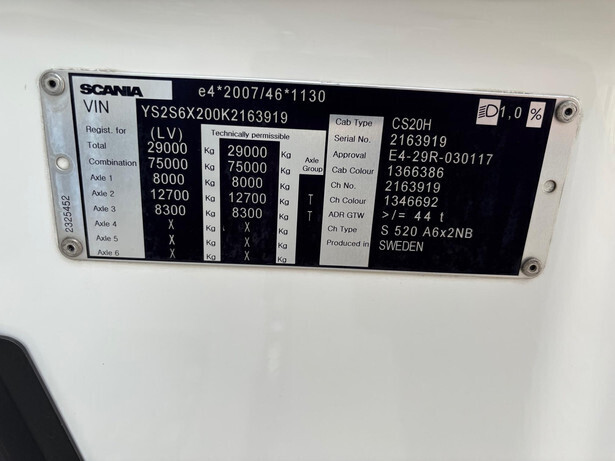 SCANIA e4*2007/46*1130
VIN YS2S6X200K2163919
Regist. for (LV) Technically permissible
Total 29000 Kg 29000 Kg Axle Group
Combination 75000 Kg 75000 Kg
Axle 1 8000 Kg 8000 Kg
Axle 2 12700 Kg 12700 Kg T
Axle 3 8300 Kg 8300 Kg T
Axle 4 X Kg X Kg
Axle 5 X Kg X Kg
Axle 6 X Kg X Kg
2325452
Cab Type CS20H 1,0 %
Serial No. 2163919
Approval E4-29R-030117
Cab Colour 1366386
Ch No. 2163919
Ch Colour 1346692
ADR GTW >/= 44 t
Ch Type S 520 A6x2NB
Produced in SWEDEN